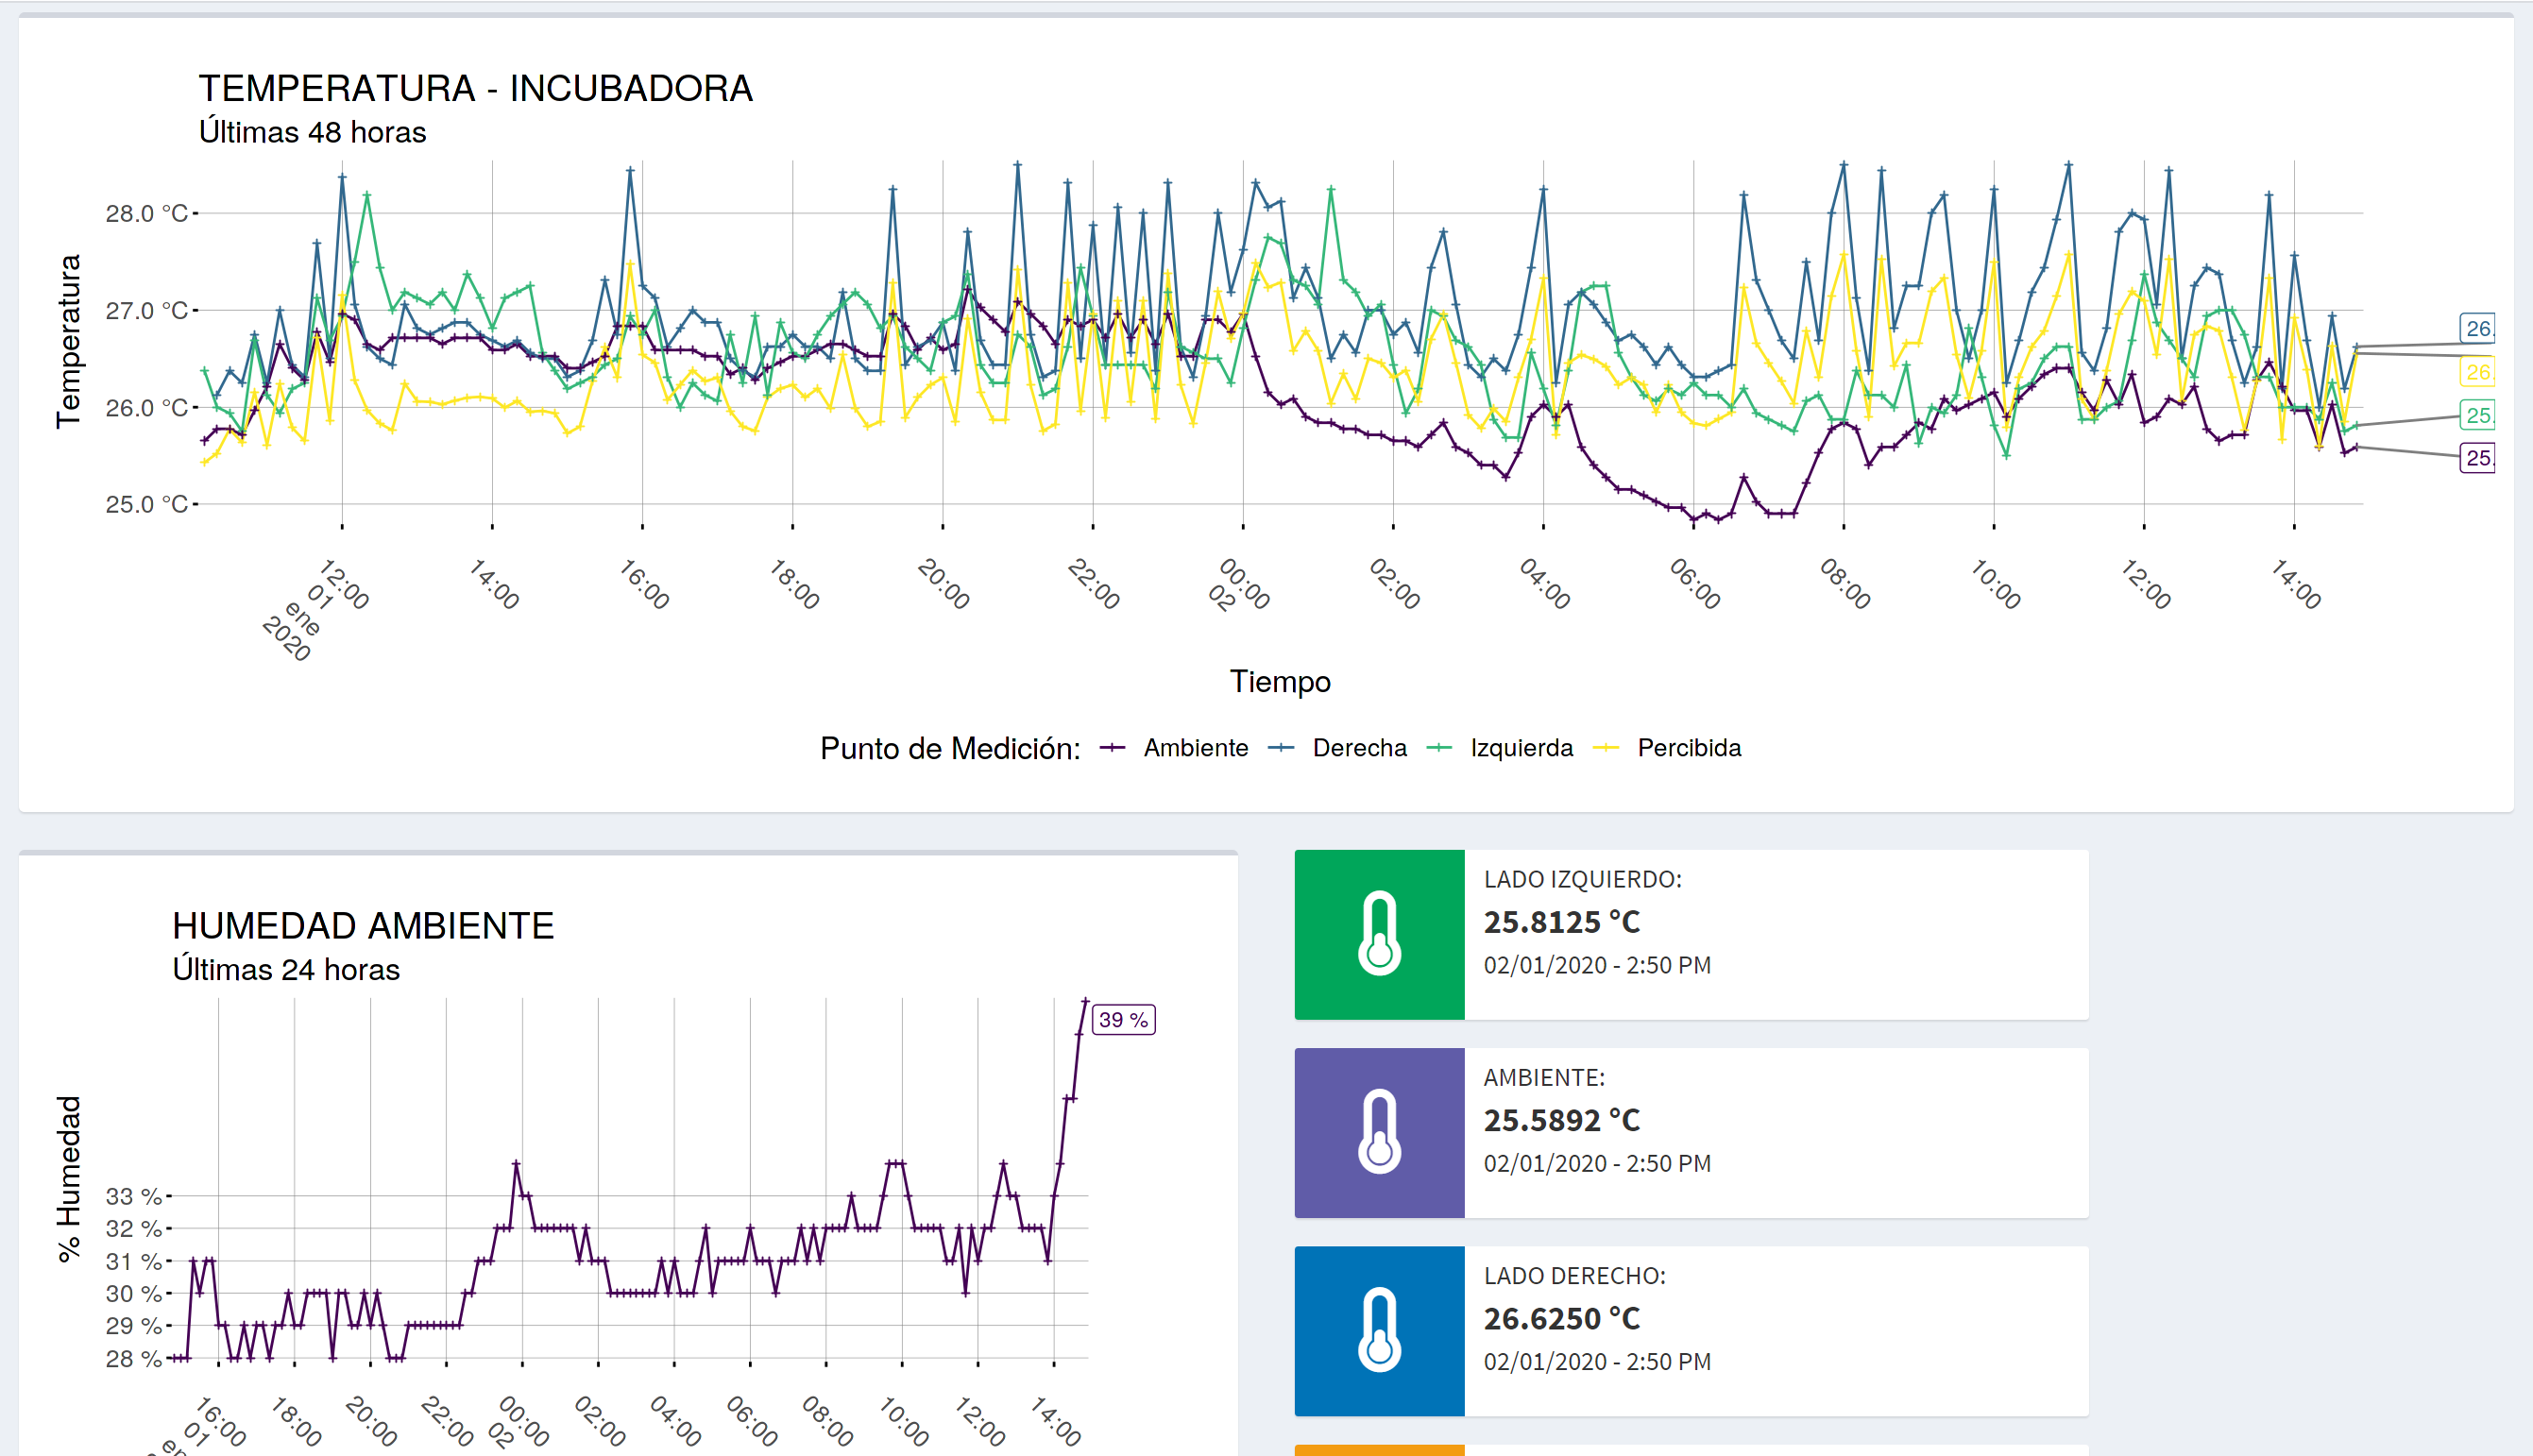 TEMPERATURA - INCUBADORA
Últimas 48 horas
Temperatura
28.0 °C
27.0 °C
26.0 °C
25.0 °C
26.
26.
25.
25.
12:00
01
ene
2020
14:00
16:00
18:00
20:00
22:00
00:00
02
02:00
04:00
06:00
08:00
10:00
12:00
14:00
Tiempo
Punto de Medición: Ambiente Derecha Izquierda Percibida
HUMEDAD AMBIENTE
Últimas 24 horas
% Humedad
39 %
33 %
32 %
31 %
30 %
29 %
28 %
16:00
01
18:00
20:00
22:00
00:00
02
02:00
04:00
06:00
08:00
10:00
12:00
14:00
LADO IZQUIERDO:
25.8125 °C
02/01/2020 - 2:50 PM
AMBIENTE:
25.5892 °C
02/01/2020 - 2:50 PM
LADO DERECHO:
26.6250 °C
02/01/2020 - 2:50 PM